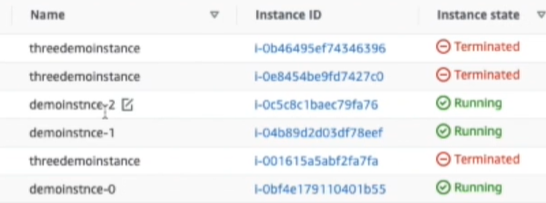 Name Instance ID Instance state
threedemoinstance i-0b46495ef74346396 Terminated
threedemoinstance i-0e8454be9fd7427c0 Terminated
demoinstnce-2 i-0c5c8c1baec79fa76 Running
demoinstnce-1 i-04b89d2d03df78eef Running
threedemoinstance i-001615a5abf2fa7fa Terminated
demoinstnce-0 i-0bf4e179110401b55 Running